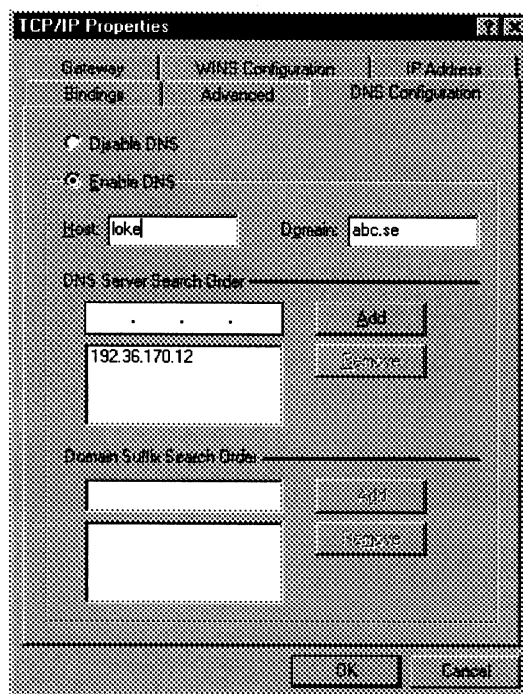 TCP/IP Properties
Gateway WINS Configuration IP Address
Bindings Advanced DNS Configuration
Disable DNS
Enable DNS
Host: loke Domain: abc.se
DNS Server Search Order
. . . Add
192.36.170.12 Remove
Domain Suffix Search Order
Add
Remove
OK Cancel